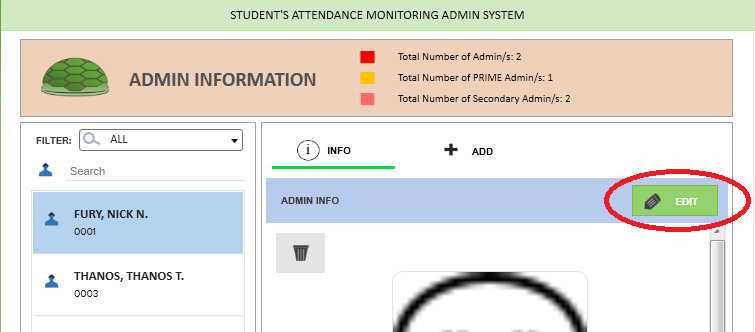 STUDENT'S ATTENDANCE MONITORING ADMIN SYSTEM
ADMIN INFORMATION
Total Number of Admin/s: 2
Total Number of PRIME Admin/s: 1
Total Number of Secondary Admin/s: 2
FILTER: ALL
Search
FURY, NICK N.
0001
THANOS, THANOS T.
0003
i INFO
ADD
ADMIN INFO
EDIT